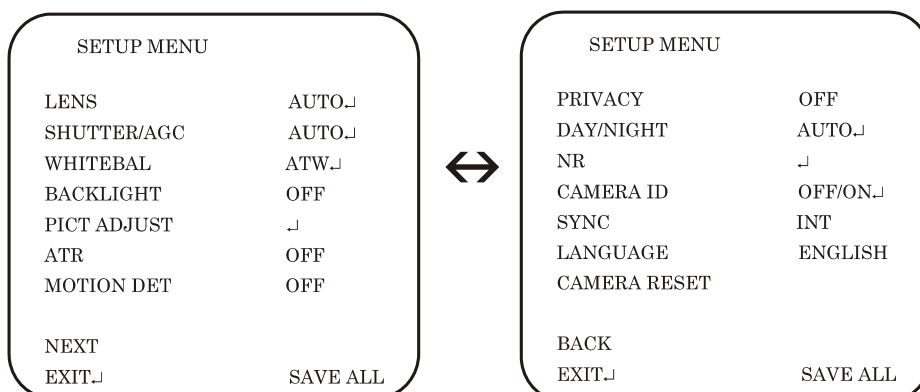 SETUP MENU
LENS AUTO↵
SHUTTER/AGC AUTO↵
WHITEBAL ATW↵
BACKLIGHT OFF
PICT ADJUST ↵
ATR OFF
MOTION DET OFF
NEXT
EXIT↵ SAVE ALL
SETUP MENU
PRIVACY OFF
DAY/NIGHT AUTO↵
NR ↵
CAMERA ID OFF/ON↵
SYNC INT
LANGUAGE ENGLISH
CAMERA RESET
BACK
EXIT↵ SAVE ALL